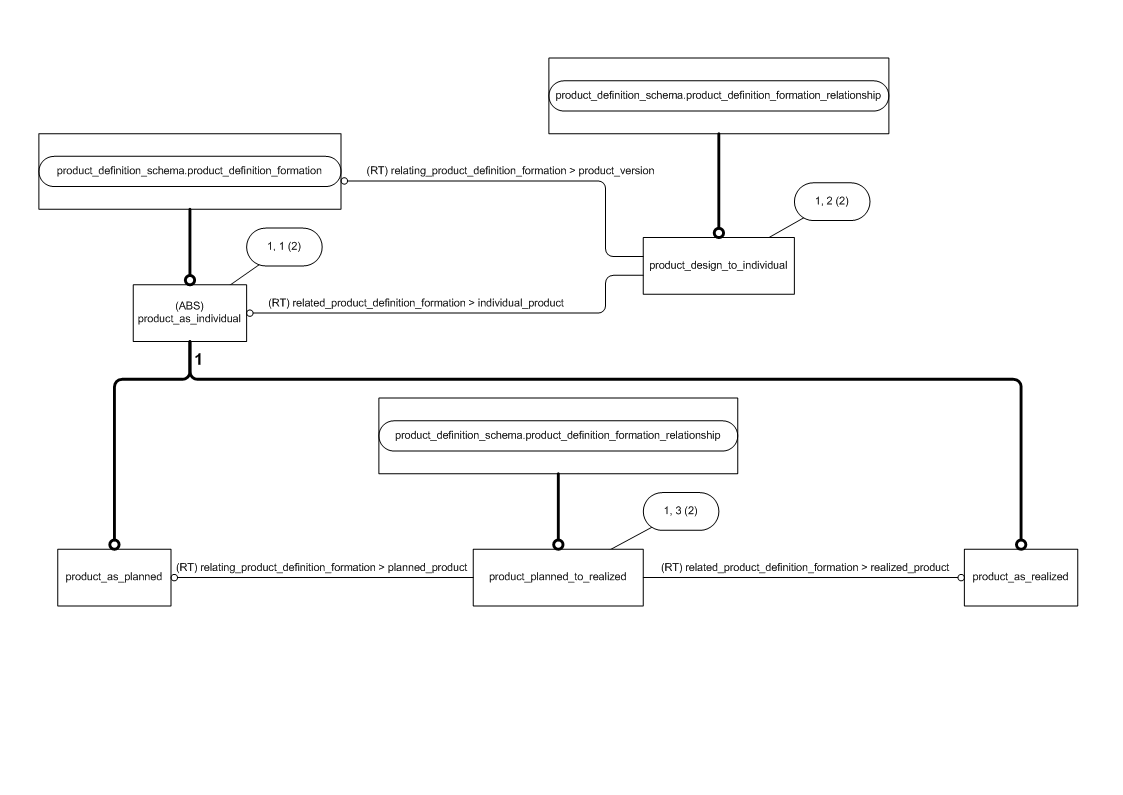 product_definition_schema.product_definition_formation_relationship
product_definition_schema.product_definition_formation
(RT) relating_product_definition_formation > product_version
1, 2 (2)
1, 1 (2)
product_design_to_individual
(ABS)
product_as_individual
(RT) related_product_definition_formation > individual_product
1
product_definition_schema.product_definition_formation_relationship
1, 3 (2)
product_as_planned
(RT) relating_product_definition_formation > planned_product
product_planned_to_realized
(RT) related_product_definition_formation > realized_product
product_as_realized